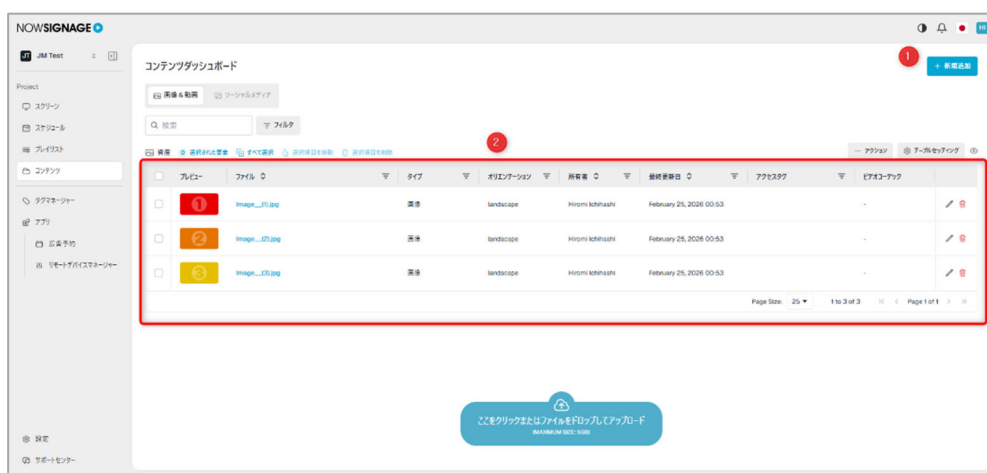 NOWSIGNAGE
HI
JT JM Test
コンテンツダッシュボード
1
+ 新規追加
Project
画像&動画 ソーシャルメディア
スクリーン
検索 フィルタ
スケジュール
プレイリスト
2
資産 選択された要素 すべて選択 選択項目を移動 選択項目を削除
アクション テーブルセッティング
コンテンツ
プレビュー ファイル タイプ オリエンテーション 所有者 最終更新日 アクセスタグ ビデオコーデック
タグマネージャー
1 Image__(1).jpg 画像 landscape Hiromi Ichihashi February 25, 2026 00:53 -
アプリ
広告予約
2 Image__(2).jpg 画像 landscape Hiromi Ichihashi February 25, 2026 00:53 -
リモートデバイスマネージャー
3 Image__(3).jpg 画像 landscape Hiromi Ichihashi February 25, 2026 00:53 -
Page Size: 25 1 to 3 of 3 Page 1 of 1
ここをクリックまたはファイルをドロップしてアップロード
(MAXIMUM SIZE: 5GB)
設定
サポートセンター